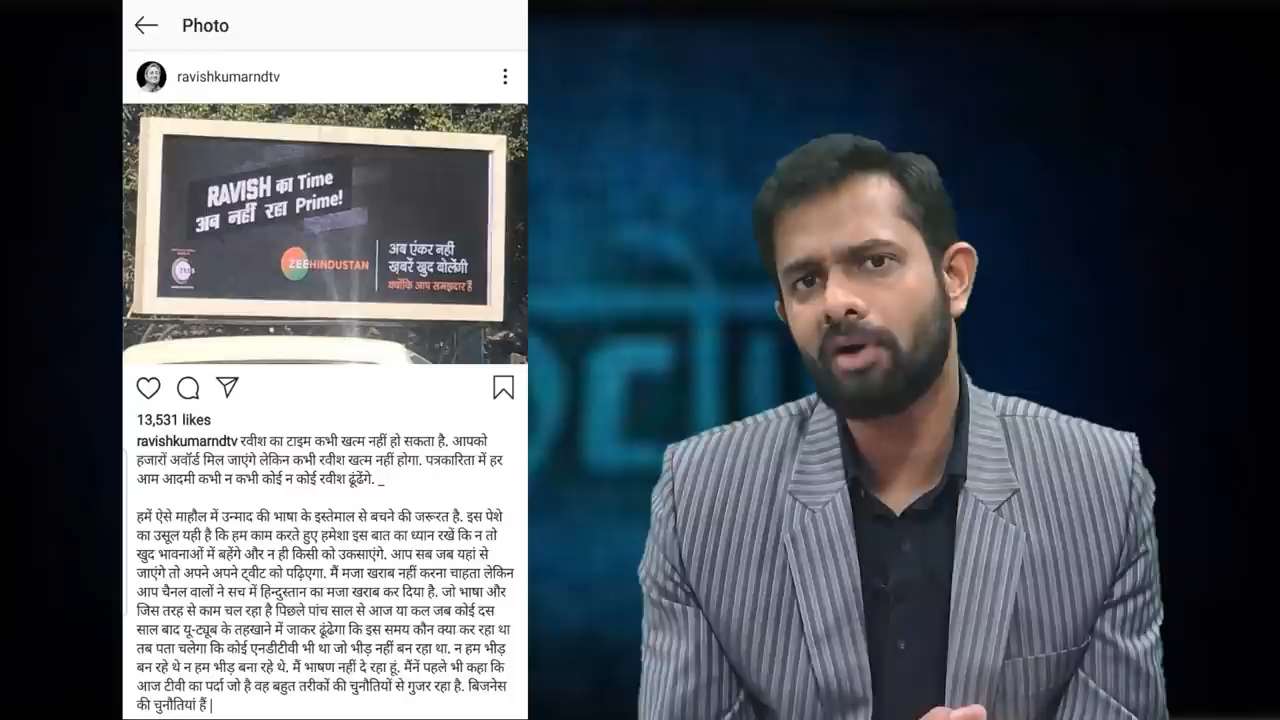 Photo
ravishkumarndtv
RAVISH का Time
अब नहीं रहा Prime!
ZEE HINDUSTAN
अब एंकर नहीं
ख़बरें खुद बोलेंगी
क्योंकि आप समझदार हैं
13,531 likes
ravishkumarndtv रवीश का टाइम कभी खत्म नहीं हो सकता है. आपको
हजारों अवॉर्ड मिल जाएंगे लेकिन कभी रवीश खत्म नहीं होगा. पत्रकारिता में हर
आम आदमी कभी न कभी कोई न कोई रवीश ढूंढेंगे. _
हमें ऐसे माहौल में उन्माद की भाषा के इस्तेमाल से बचने की जरूरत है. इस पेशे
का उसूल यही है कि हम काम करते हुए हमेशा इस बात का ध्यान रखें कि न तो
खुद भावनाओं में बहेंगे और न ही किसी को उकसाएंगे. आप सब जब यहां से
जाएंगे तो अपने अपने ट्वीट को पढ़िएगा. मैं मजा खराब नहीं करना चाहता लेकिन
आप चैनल वालों ने सच में हिन्दुस्तान का मजा खराब कर दिया है. जो भाषा और
जिस तरह से काम चल रहा है पिछले पांच साल से आज या कल जब कोई दस
साल बाद यू-ट्यूब के तहखाने में जाकर ढूंढेगा कि इस समय कौन क्या कर रहा था
तब पता चलेगा कि कोई एनडीटीवी भी था जो भीड़ नहीं बन रहा था. न हम भीड़
बन रहे थे न हम भीड़ बना रहे थे. मैं भाषण नहीं दे रहा हूं. मैंनें पहले भी कहा कि
आज टीवी का पर्दा जो है वह बहुत तरीकों की चुनौतियों से गुजर रहा है. बिजनेस
की चुनौतियां हैं |